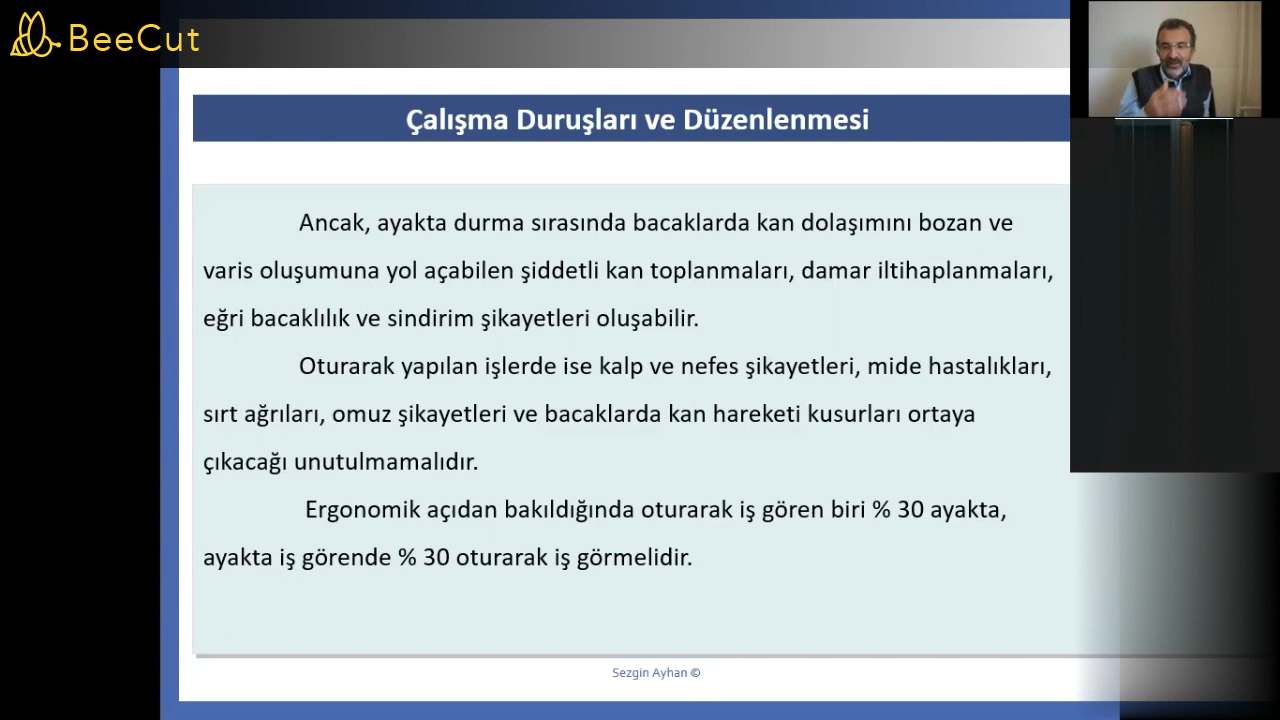 BeeCut
Çalışma Duruşları ve Düzenlenmesi
Ancak, ayakta durma sırasında bacaklarda kan dolaşımını bozan ve
varis oluşumuna yol açabilen şiddetli kan toplanmaları, damar iltihaplanmaları,
eğri bacaklılık ve sindirim şikayetleri oluşabilir.
Oturarak yapılan işlerde ise kalp ve nefes şikayetleri, mide hastalıkları,
sırt ağrıları, omuz şikayetleri ve bacaklarda kan hareketi kusurları ortaya
çıkacağı unutulmamalıdır.
Ergonomik açıdan bakıldığında oturarak iş gören biri % 30 ayakta,
ayakta iş görende % 30 oturarak iş görmelidir.
Sezgin Ayhan ©